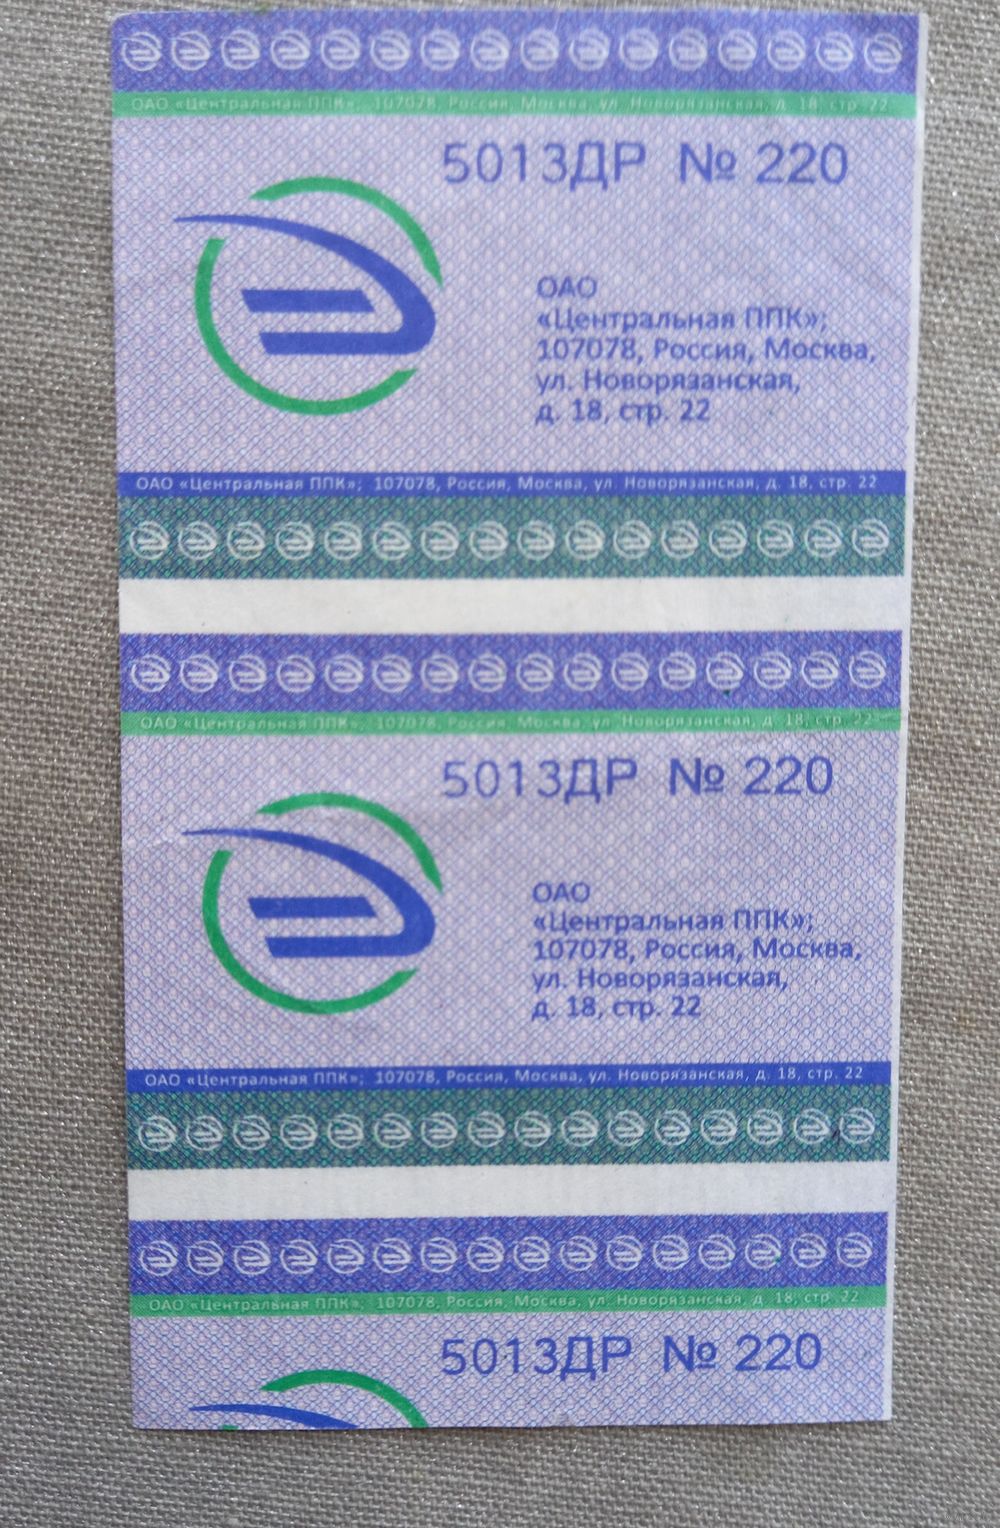 ОАО «Центральная ППК»; 107078, Россия, Москва, ул. Новорязанская, д. 18, стр. 22
5013ДР № 220
ОАО
«Центральная ППК»;
107078, Россия, Москва,
ул. Новорязанская,
д. 18, стр. 22
ОАО «Центральная ППК»; 107078, Россия, Москва, ул. Новорязанская, д. 18, стр. 22
ОАО «Центральная ППК»; 107078, Россия, Москва, ул. Новорязанская, д. 18, стр. 22
5013ДР № 220
ОАО
«Центральная ППК»;
107078, Россия, Москва,
ул. Новорязанская,
д. 18, стр. 22
ОАО «Центральная ППК»; 107078, Россия, Москва, ул. Новорязанская, д. 18, стр. 22
ОАО «Центральная ППК»; 107078, Россия, Москва, ул. Новорязанская, д. 18, стр. 22
5013ДР № 220